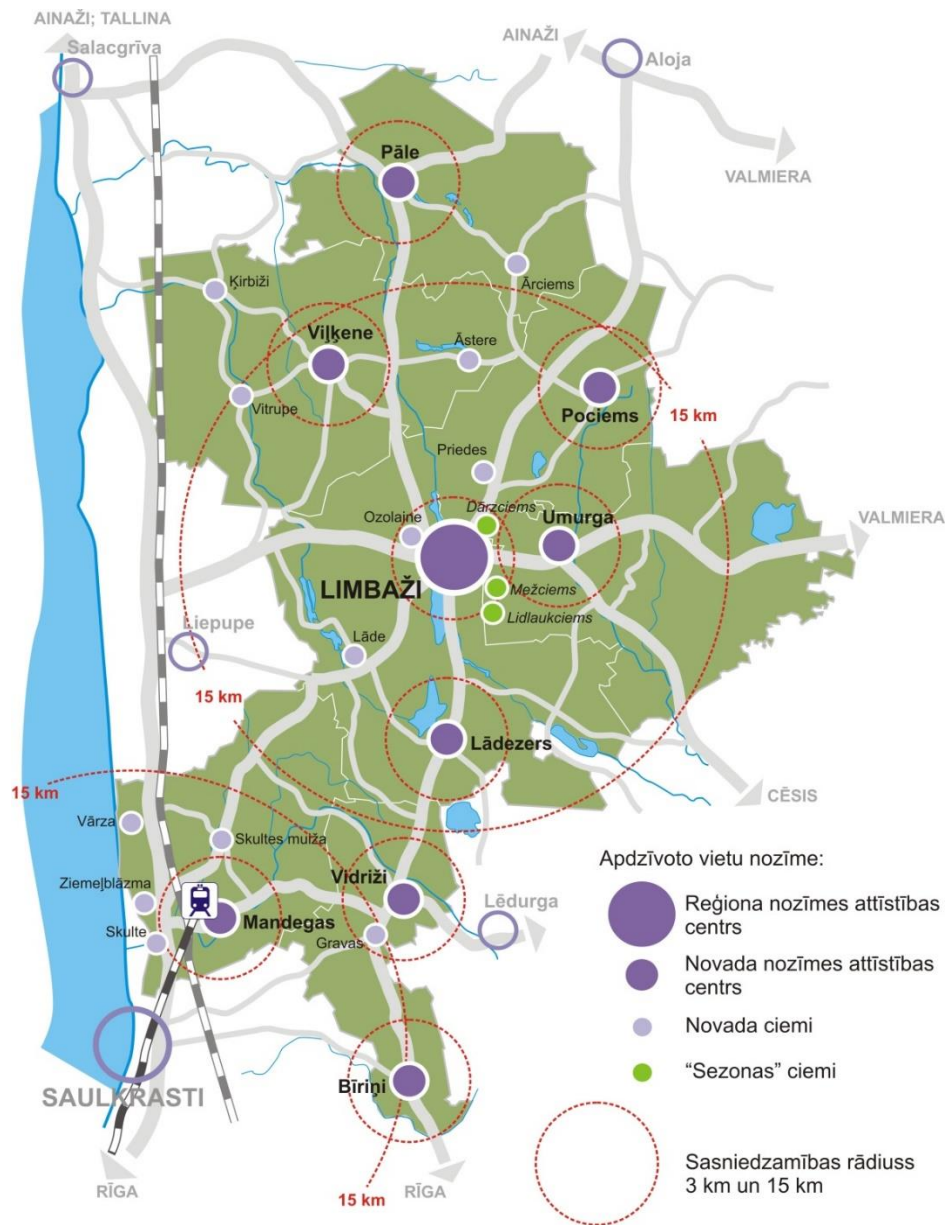 AINAŽI; TALLINA
Salacgrīva
AINAŽI
Aloja
Pāle
VALMIERA
Ķirbiži
Ārciems
Viļķene
Āstere
Vitrupe
Pociems
15 km
Priedes
Dārzciems
Ozolaine
Umurga
VALMIERA
LIMBAŽI
Mežciems
Lidlaukciems
Liepupe
Lāde
15 km
Lādezers
15 km
CĒSIS
Vārza
Skultes muiža
Apdzīvoto vietu nozīme:
Ziemeļblāzma
Vidriži
Reģiona nozīmes attīstības
centrs
Lēdurga
Mandegas
Skulte
Gravas
Novada nozīmes attīstības
centrs
Novada ciemi
"Sezonas" ciemi
Bīriņi
SAULKRASTI
Sasniedzamības rādiuss
3 km un 15 km
RĪGA
15 km
RĪGA